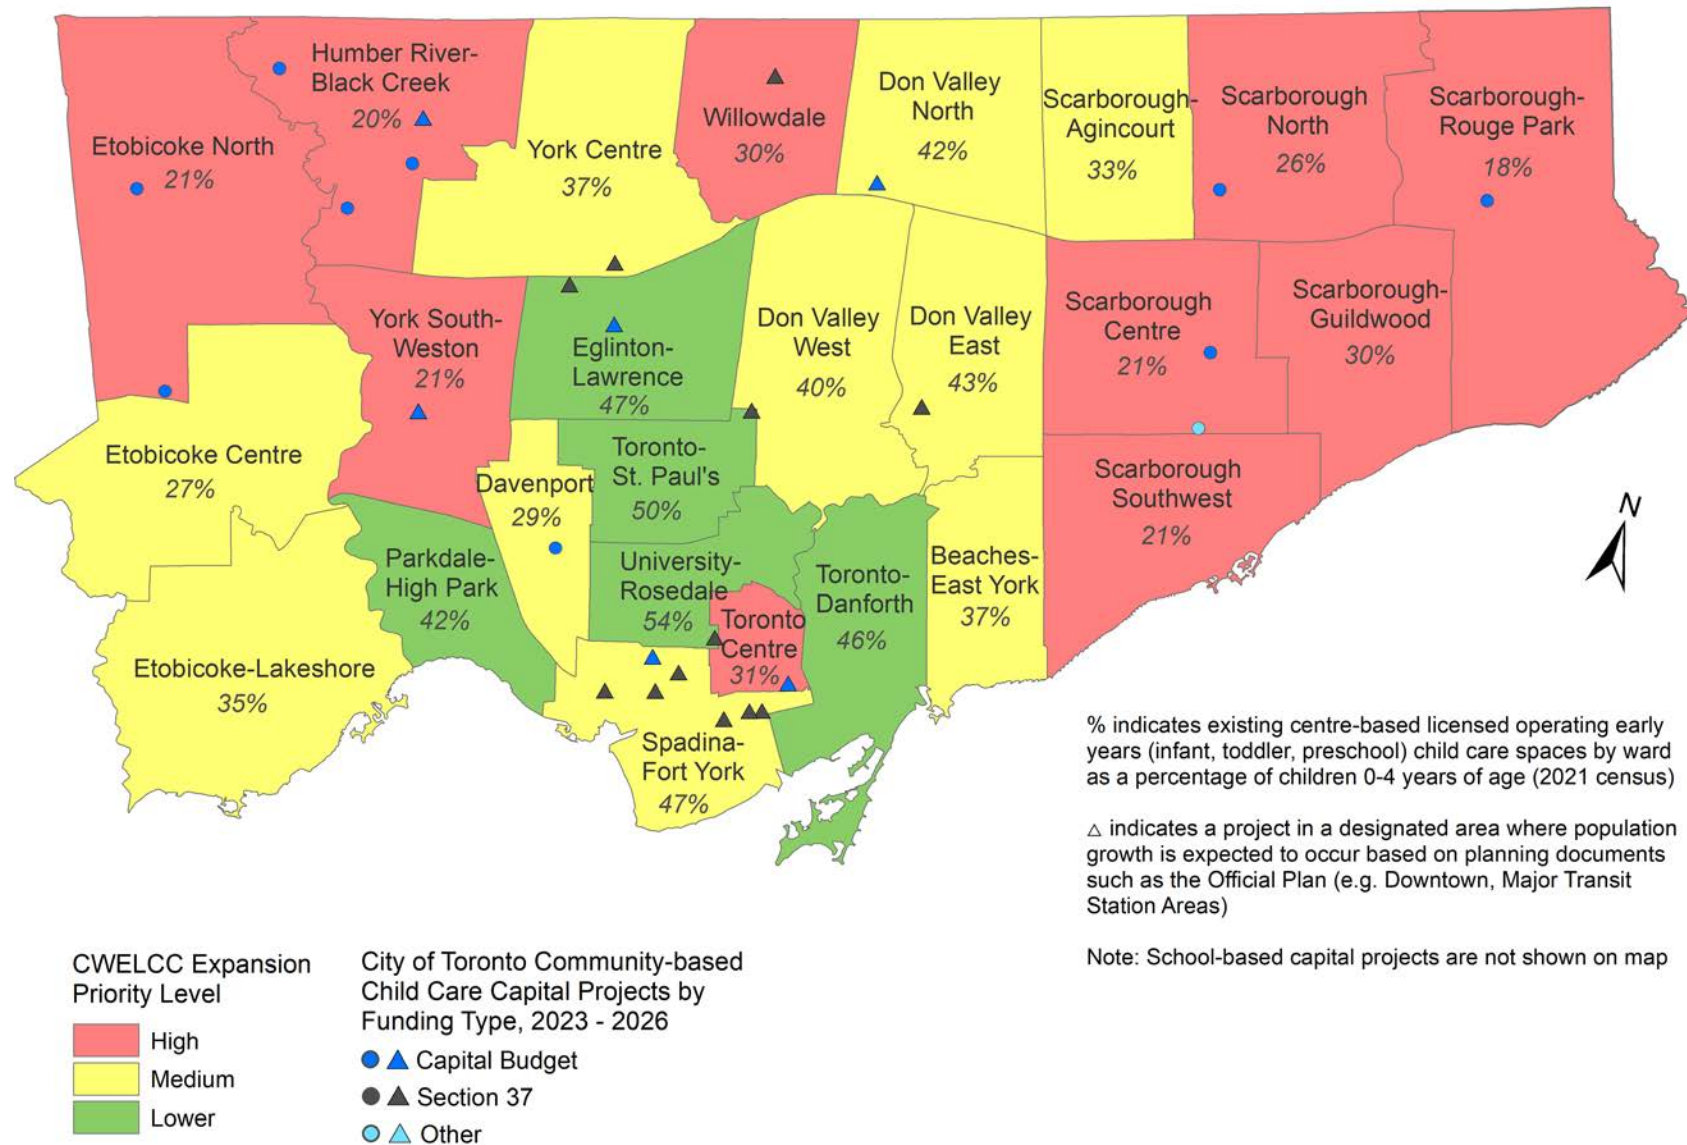 Humber River-
Black Creek
20%
Etobicoke North
21%
York Centre
37%
Willowdale
30%
Don Valley
North
42%
Scarborough-
Agincourt
33%
Scarborough
North
26%
Scarborough-
Rouge Park
18%
York South-
Weston
21%
Eglinton-
Lawrence
47%
Don Valley
West
40%
Don Valley
East
43%
Scarborough
Centre
21%
Scarborough-
Guildwood
30%
Etobicoke Centre
27%
Davenport
29%
Toronto-
St. Paul's
50%
Scarborough
Southwest
21%
N
Parkdale-
High Park
42%
University-
Rosedale
54%
Toronto
Centre
31%
Toronto-
Danforth
46%
Beaches-
East York
37%
Etobicoke-Lakeshore
35%
Spadina-
Fort York
47%
% indicates existing centre-based licensed operating early
years (infant, toddler, preschool) child care spaces by ward
as a percentage of children 0-4 years of age (2021 census)
△ indicates a project in a designated area where population
growth is expected to occur based on planning documents
such as the Official Plan (e.g. Downtown, Major Transit
Station Areas)
Note: School-based capital projects are not shown on map
CWELCC Expansion
Priority Level
High
Medium
Lower
City of Toronto Community-based
Child Care Capital Projects by
Funding Type, 2023 - 2026
Capital Budget
Section 37
Other